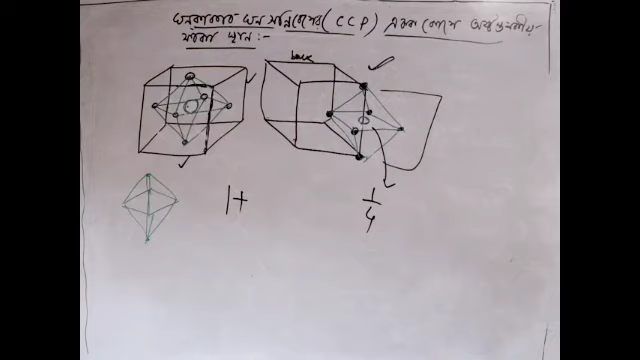 ঘনকাকার ঘন সন্নিবেশের (CCP) একক কোষে অষ্টতলকীয়
ফাঁকা স্থান :-
back
1+
1/4